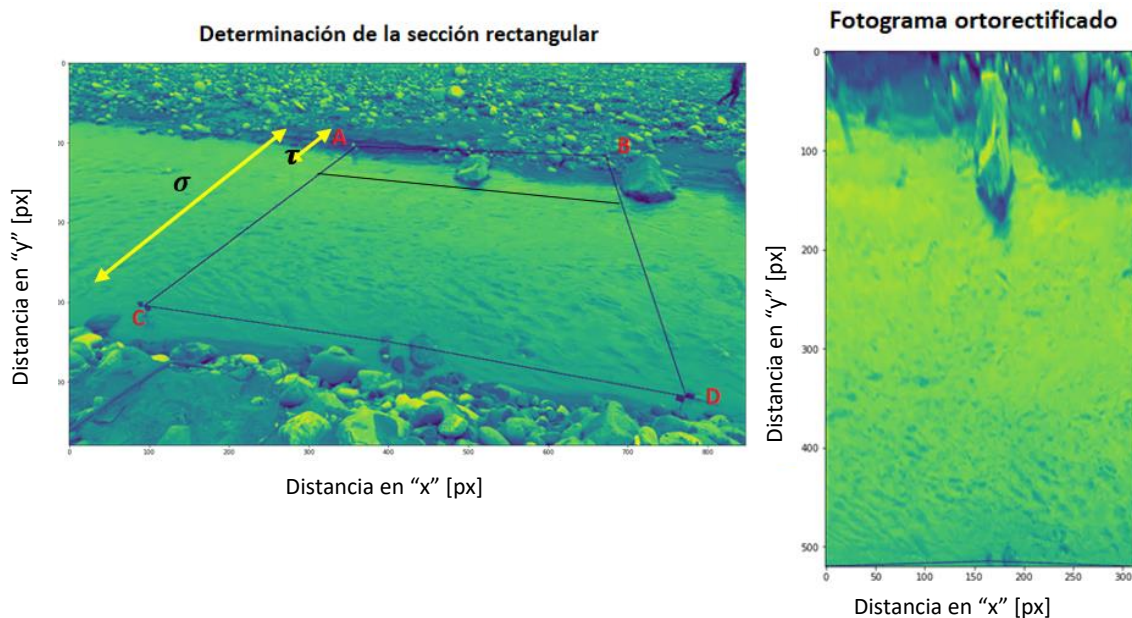 Determinación de la sección rectangular
Fotograma ortorectificado
Distancia en “y” [px]
0
A
B
τ
σ
C
D
0
100
200
300
400
500
600
700
800
Distancia en “x” [px]
Distancia en “y” [px]
0
100
200
300
400
500
0
50
100
150
200
250
300
Distancia en “x” [px]